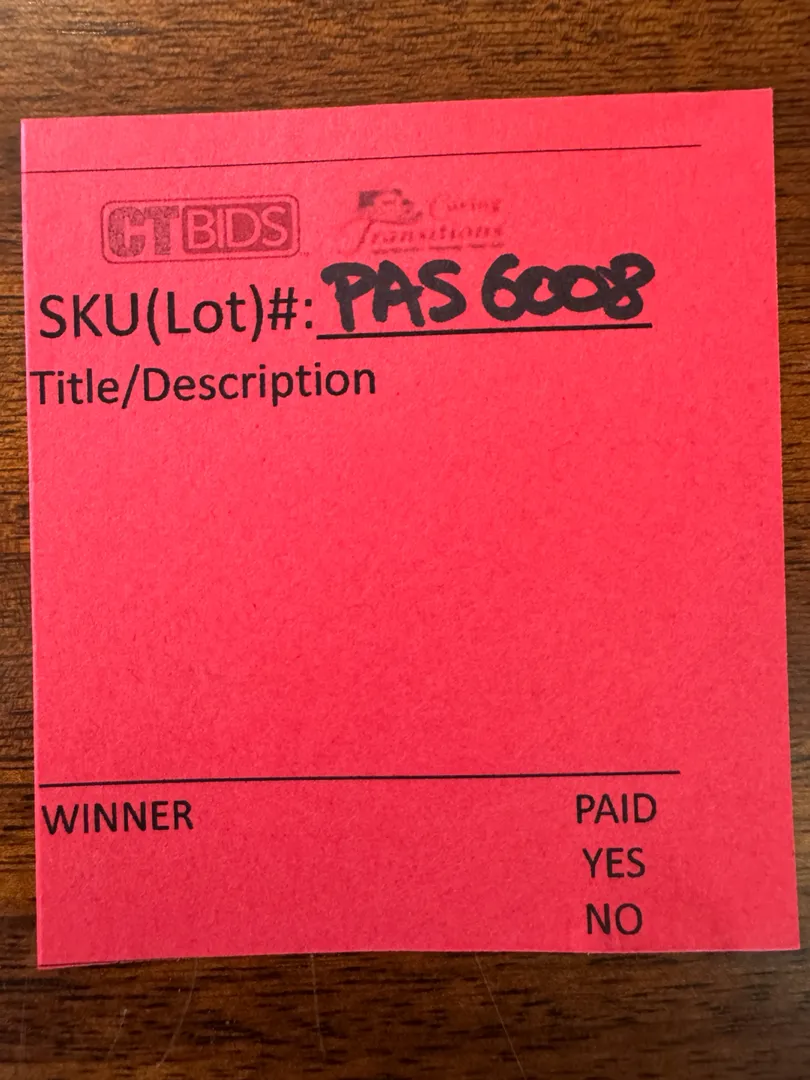 CTBIDS Caring
Transitions
SKU(Lot)#: PAS 6008
Title/Description
WINNER PAID
YES
NO